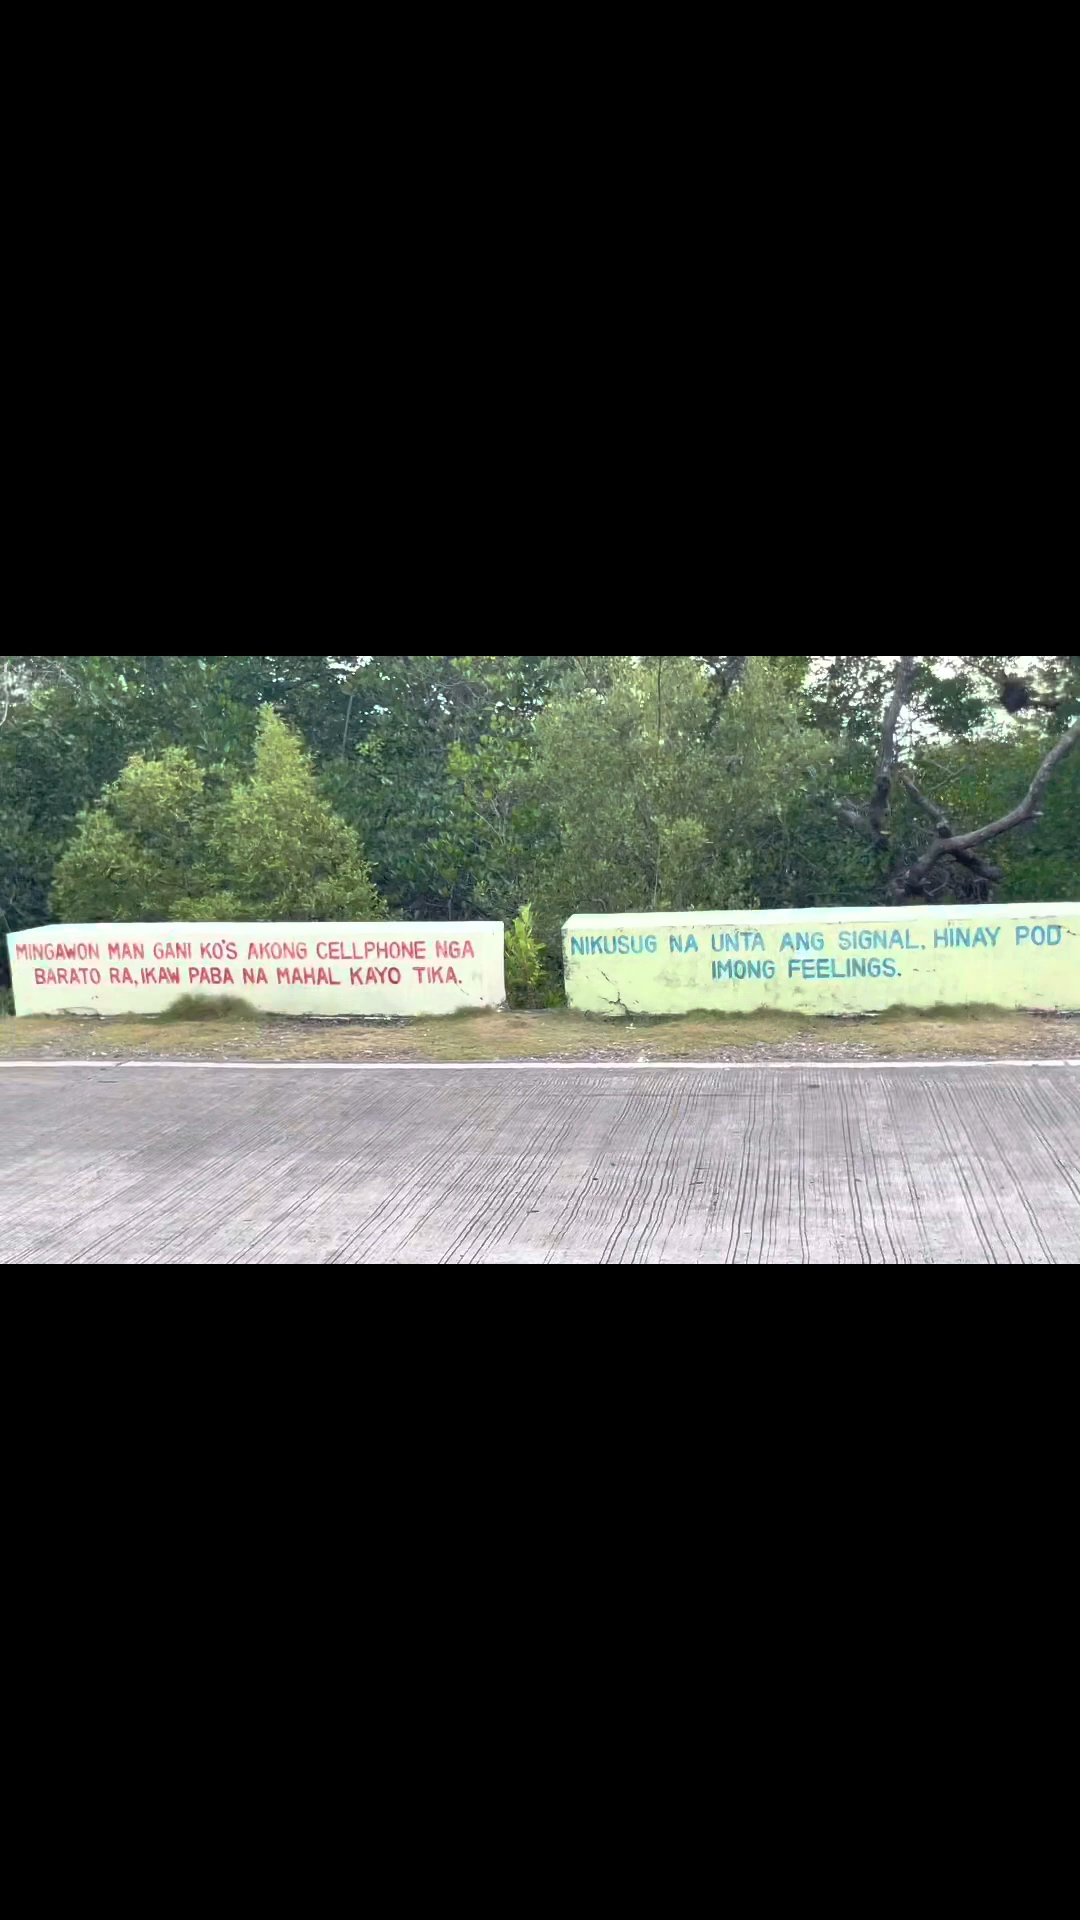 MINGAWON MAN GANI KO'S AKONG CELLPHONE NGA
BARATO RA, IKAW PABA NA MAHAL KAYO TIKA.
NIKUSUG NA UNTA ANG SIGNAL, HINAY POD
IMONG FEELINGS.